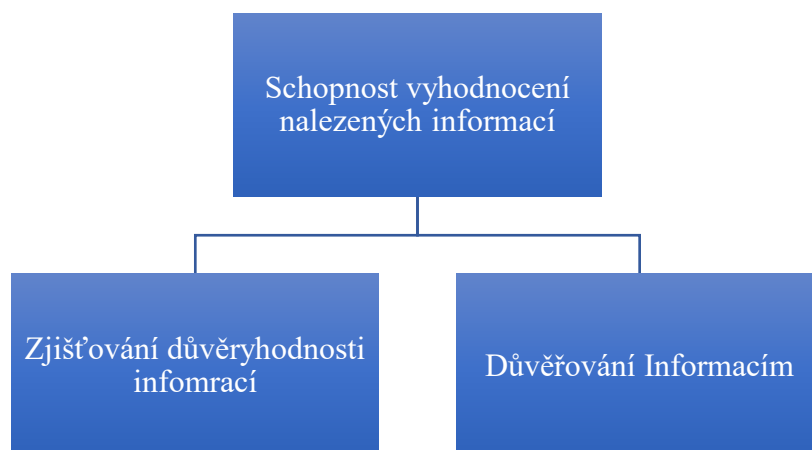 Schopnost vyhodnocení
nalezených informací
Zjišťování důvěryhodnosti
infomrací
Důvěřování Informacím